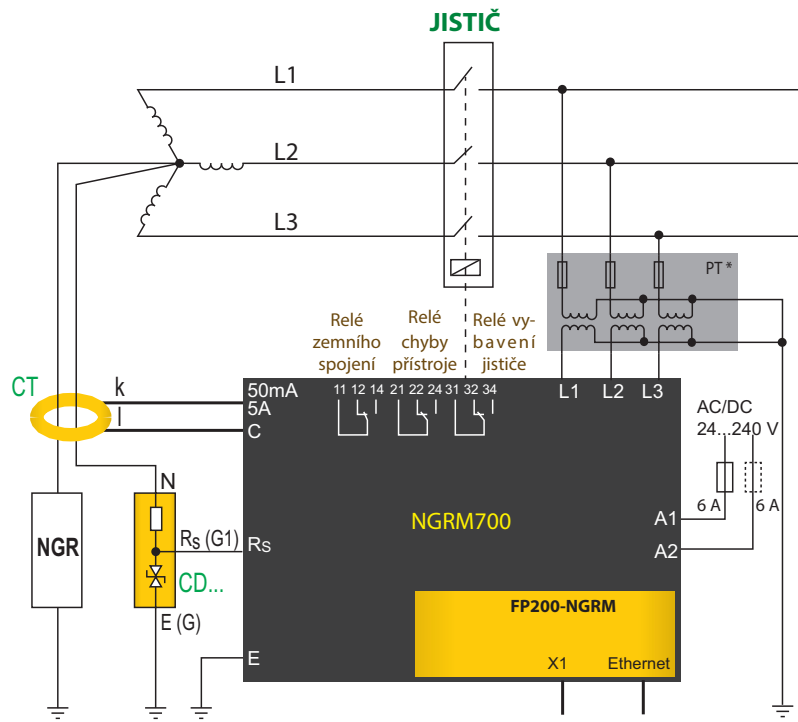 JISTIČ
L1
L2
L3
PT *
Relé
zemního
spojení
Relé
chyby
přístroje
Relé vy-
bavení
jističe
CT
k
l
50mA
5A
C
11 12 14 21 22 24 31 32 34
L1 L2 L3
AC/DC
24...240 V
6 A
6 A
N
NGR
Rs (G1)
Rs
CD...
E (G)
E
NGRM700
A1
A2
FP200-NGRM
X1
Ethernet